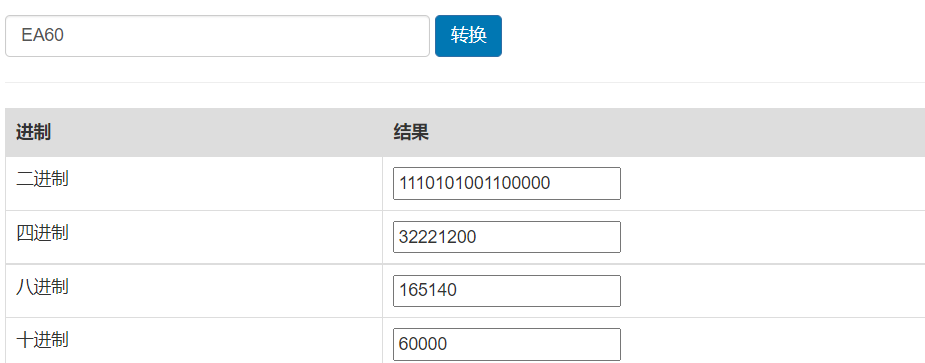 EA60 转换
进制 结果
二进制 1110101001100000
四进制 32221200
八进制 165140
十进制 60000